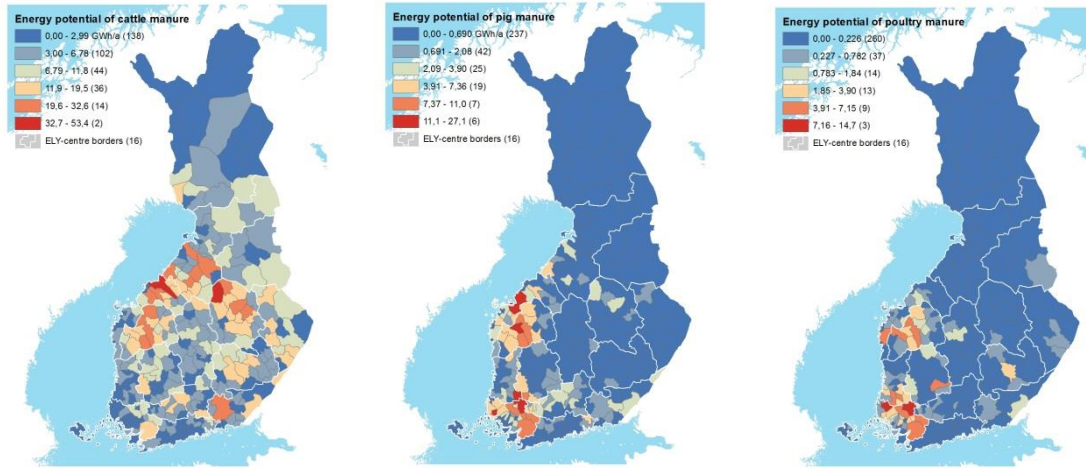 Energy potential of cattle manure
0,00 - 2,99 GWh/a (138)
3,00 - 6,78 (102)
6,79 - 11,8 (44)
11,9 - 19,5 (36)
19,6 - 32,6 (14)
32,7 - 53,4 (2)
ELY-centre borders (16)
Energy potential of pig manure
0,00 - 0,690 GWh/a (237)
0,691 - 2,08 (42)
2,09 - 3,90 (25)
3,91 - 7,36 (19)
7,37 - 11,0 (7)
11,1 - 27,1 (6)
ELY-centre borders (16)
Energy potential of poultry manure
0,00 - 0,226 (260)
0,227 - 0,782 (37)
0,783 - 1,84 (14)
1,85 - 3,90 (13)
3,91 - 7,15 (9)
7,16 - 14,7 (3)
ELY-centre borders (16)